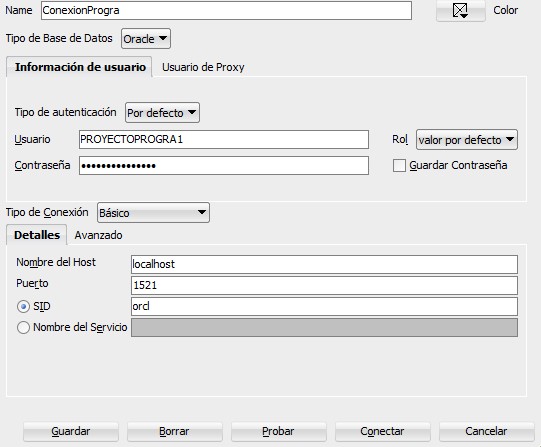 Name ConexionProgra Color
Tipo de Base de Datos Oracle
Información de usuario Usuario de Proxy
Tipo de autenticación Por defecto
Usuario PROYECTOPROGRA1 Rol valor por defecto
Contraseña ••••••••••••••• Guardar Contraseña
Tipo de Conexión Básico
Detalles Avanzado
Nombre del Host localhost
Puerto 1521
SID orcl
Nombre del Servicio
Guardar Borrar Probar Conectar Cancelar